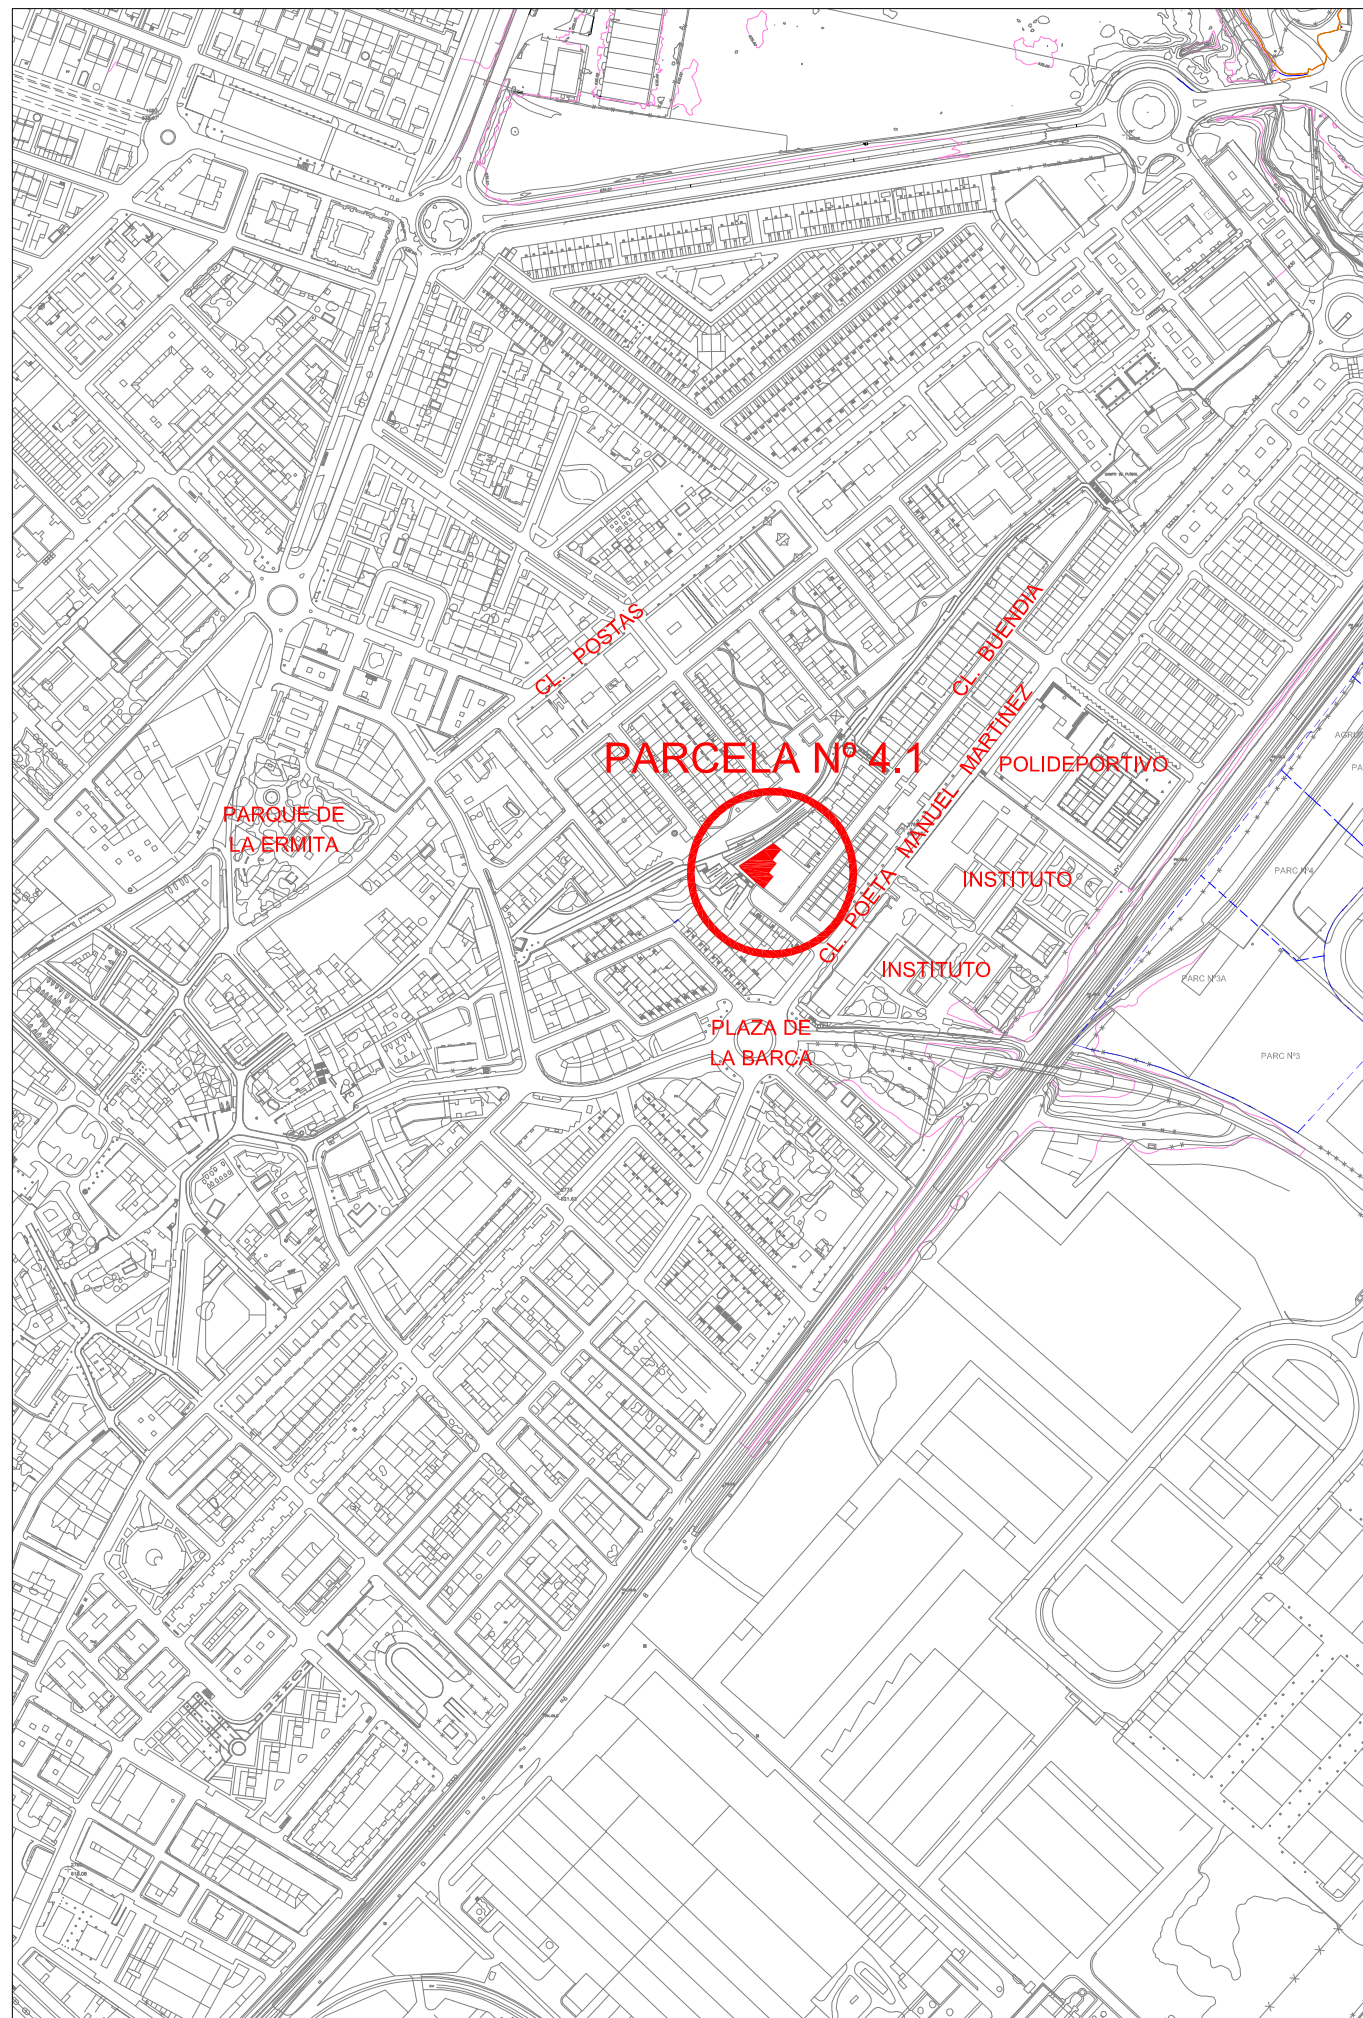 CL. POSTAS
CL. BUENDIA
PARCELA Nº 4.1
CL. POETA MANUEL MARTINEZ
POLIDEPORTIVO
PARQUE DE
LA ERMITA
INSTITUTO
PARC Nº4
INSTITUTO
PARC Nº3A
PLAZA DE
LA BARCA
PARC Nº3